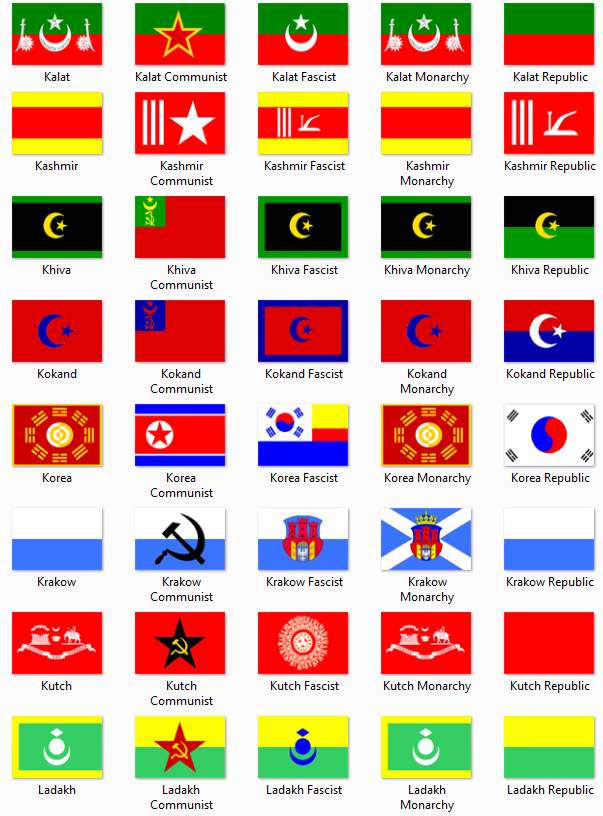 Kalat
Kalat Communist
Kalat Fascist
Kalat Monarchy
Kalat Republic
Kashmir
Kashmir
Communist
Kashmir Fascist
Kashmir
Monarchy
Kashmir Republic
Khiva
Khiva
Communist
Khiva Fascist
Khiva Monarchy
Khiva Republic
Kokand
Kokand
Communist
Kokand Fascist
Kokand
Monarchy
Kokand Republic
Korea
Korea
Communist
Korea Fascist
Korea Monarchy
Korea Republic
Krakow
Krakow
Communist
Krakow Fascist
Krakow
Monarchy
Krakow Republic
Kutch
Kutch
Communist
Kutch Fascist
Kutch Monarchy
Kutch Republic
Ladakh
Ladakh
Communist
Ladakh Fascist
Ladakh
Monarchy
Ladakh Republic